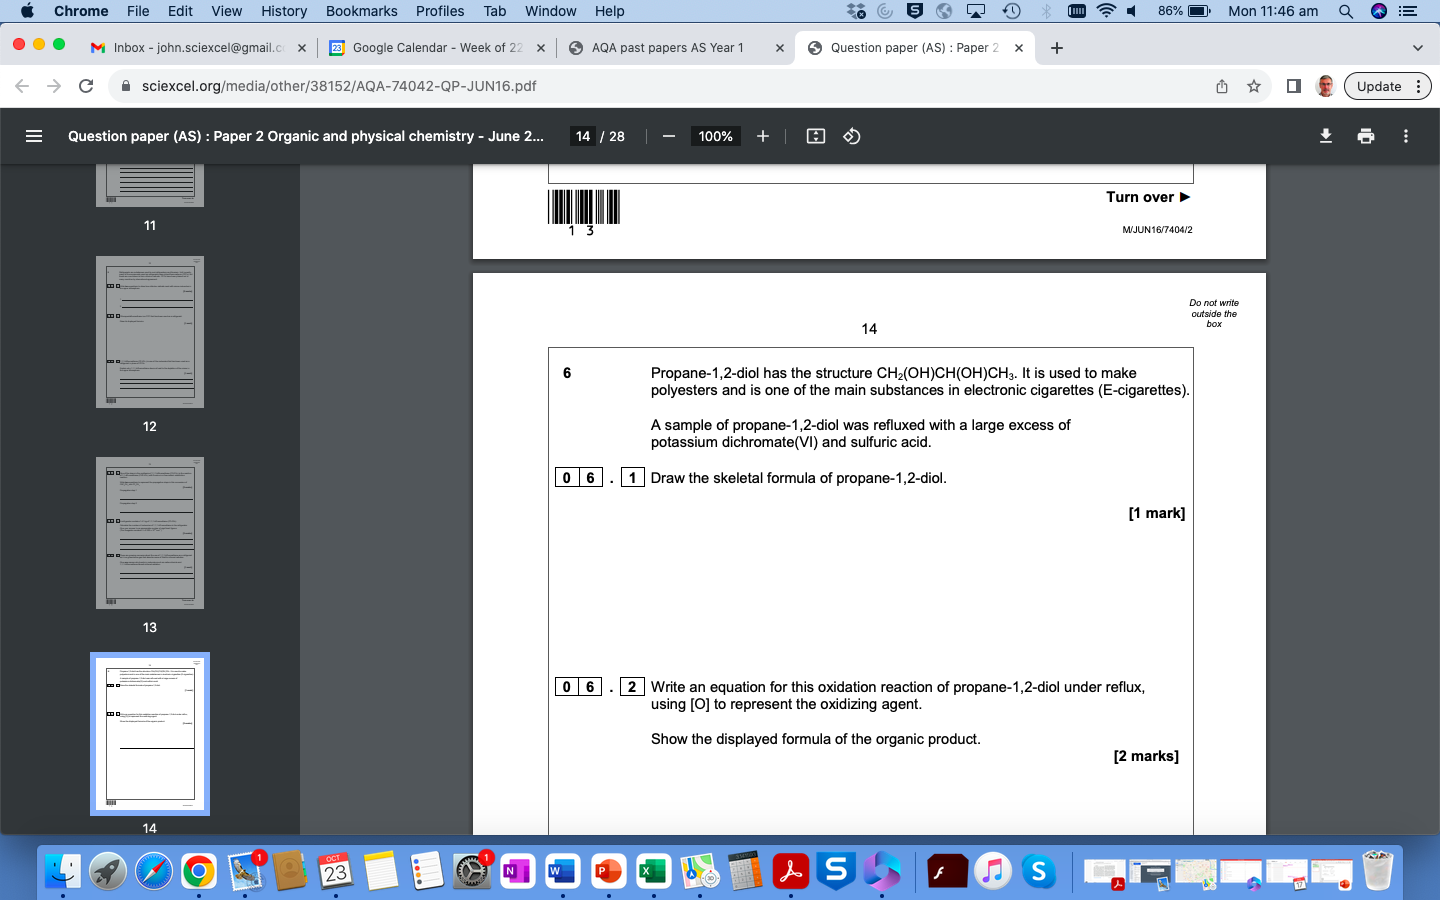 Chrome File Edit View History Bookmarks Profiles Tab Window Help 86% Mon 11:46 am
Inbox - john.sciexcel@gmail.c
Google Calendar - Week of 22
AQA past papers AS Year 1
Question paper (AS) : Paper 2
sciexcel.org/media/other/38152/AQA-74042-QP-JUN16.pdf
Update
Question paper (AS) : Paper 2 Organic and physical chemistry - June 2...
14 / 28
100%
11
12
13
14
Turn over
1 3
M/JUN16/7404/2
Do not write
outside the
box
14
6 Propane-1,2-diol has the structure CH₂(OH)CH(OH)CH₃. It is used to make
polyesters and is one of the main substances in electronic cigarettes (E-cigarettes).
A sample of propane-1,2-diol was refluxed with a large excess of
potassium dichromate(VI) and sulfuric acid.
0 6 . 1 Draw the skeletal formula of propane-1,2-diol.
[1 mark]
0 6 . 2 Write an equation for this oxidation reaction of propane-1,2-diol under reflux,
using [O] to represent the oxidizing agent.
Show the displayed formula of the organic product.
[2 marks]
1
OCT
23
1